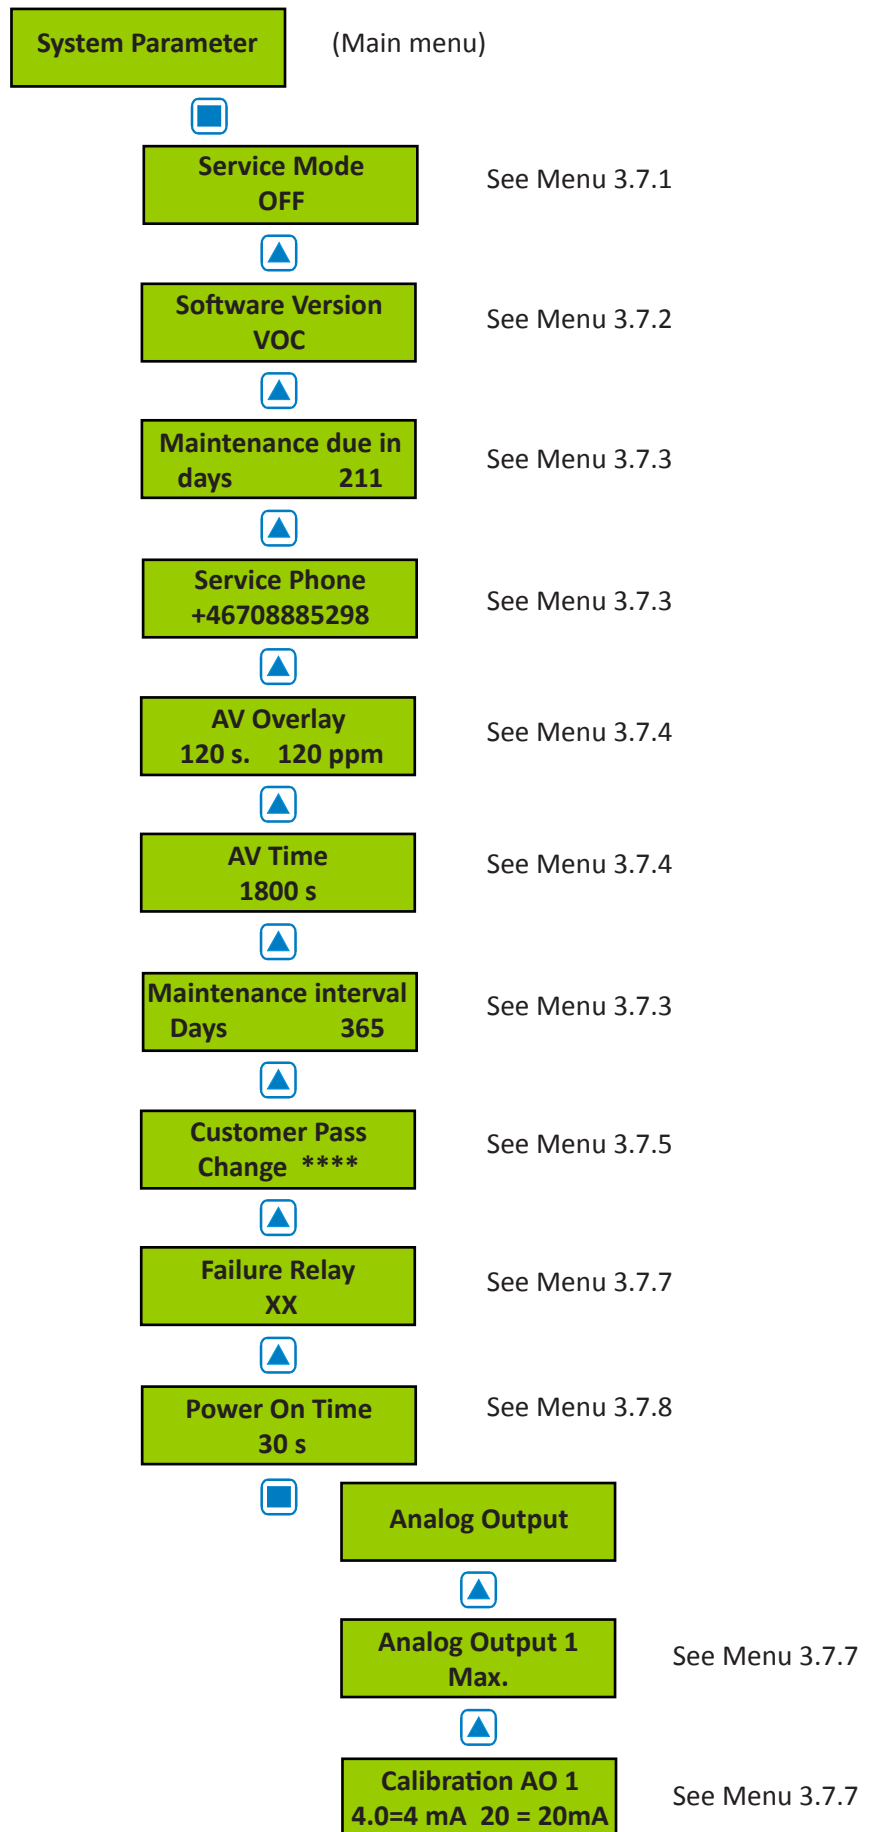 System Parameter (Main menu)
Service Mode
OFF
See Menu 3.7.1
Software Version
VOC
See Menu 3.7.2
Maintenance due in
days 211
See Menu 3.7.3
Service Phone
+46708885298
See Menu 3.7.3
AV Overlay
120 s. 120 ppm
See Menu 3.7.4
AV Time
1800 s
See Menu 3.7.4
Maintenance interval
Days 365
See Menu 3.7.3
Customer Pass
Change ****
See Menu 3.7.5
Failure Relay
XX
See Menu 3.7.7
Power On Time
30 s
See Menu 3.7.8
Analog Output
Analog Output 1
Max.
See Menu 3.7.7
Calibration AO 1
4.0=4 mA 20 = 20mA
See Menu 3.7.7